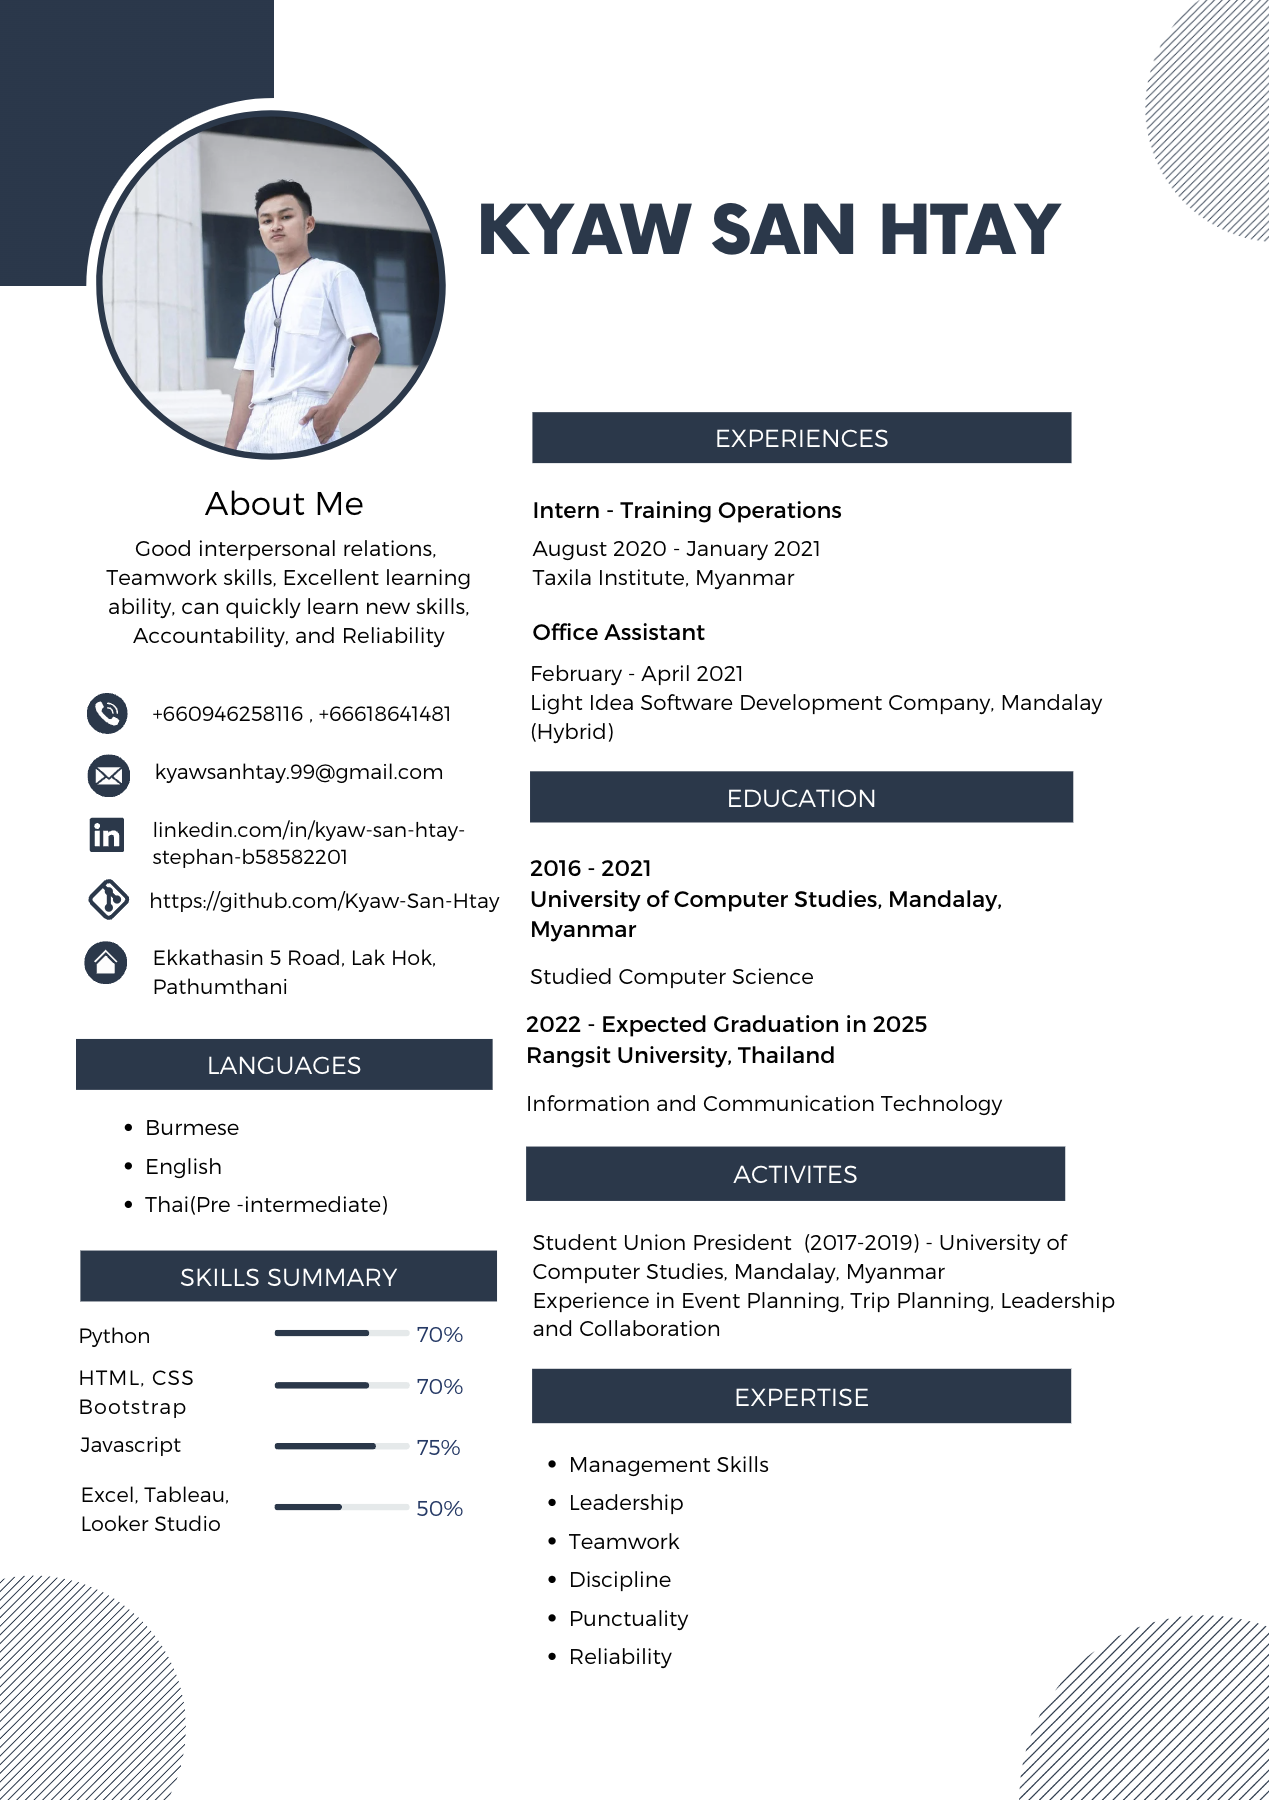 KYAW SAN HTAY
About Me
Good interpersonal relations,
Teamwork skills, Excellent learning
ability, can quickly learn new skills,
Accountability, and Reliability
+660946258116 , +66618641481
kyawsanhtay.99@gmail.com
linkedin.com/in/kyaw-san-htay-
stephan-b58582201
https://github.com/Kyaw-San-Htay
Ekkathasin 5 Road, Lak Hok,
Pathumthani
LANGUAGES
• Burmese
• English
• Thai(Pre -intermediate)
SKILLS SUMMARY
Python 70%
HTML, CSS
Bootstrap 70%
Javascript 75%
Excel, Tableau,
Looker Studio 50%
EXPERIENCES
Intern - Training Operations
August 2020 - January 2021
Taxila Institute, Myanmar
Office Assistant
February - April 2021
Light Idea Software Development Company, Mandalay
(Hybrid)
EDUCATION
2016 - 2021
University of Computer Studies, Mandalay,
Myanmar
Studied Computer Science
2022 - Expected Graduation in 2025
Rangsit University, Thailand
Information and Communication Technology
ACTIVITES
Student Union President (2017-2019) - University of
Computer Studies, Mandalay, Myanmar
Experience in Event Planning, Trip Planning, Leadership
and Collaboration
EXPERTISE
• Management Skills
• Leadership
• Teamwork
• Discipline
• Punctuality
• Reliability